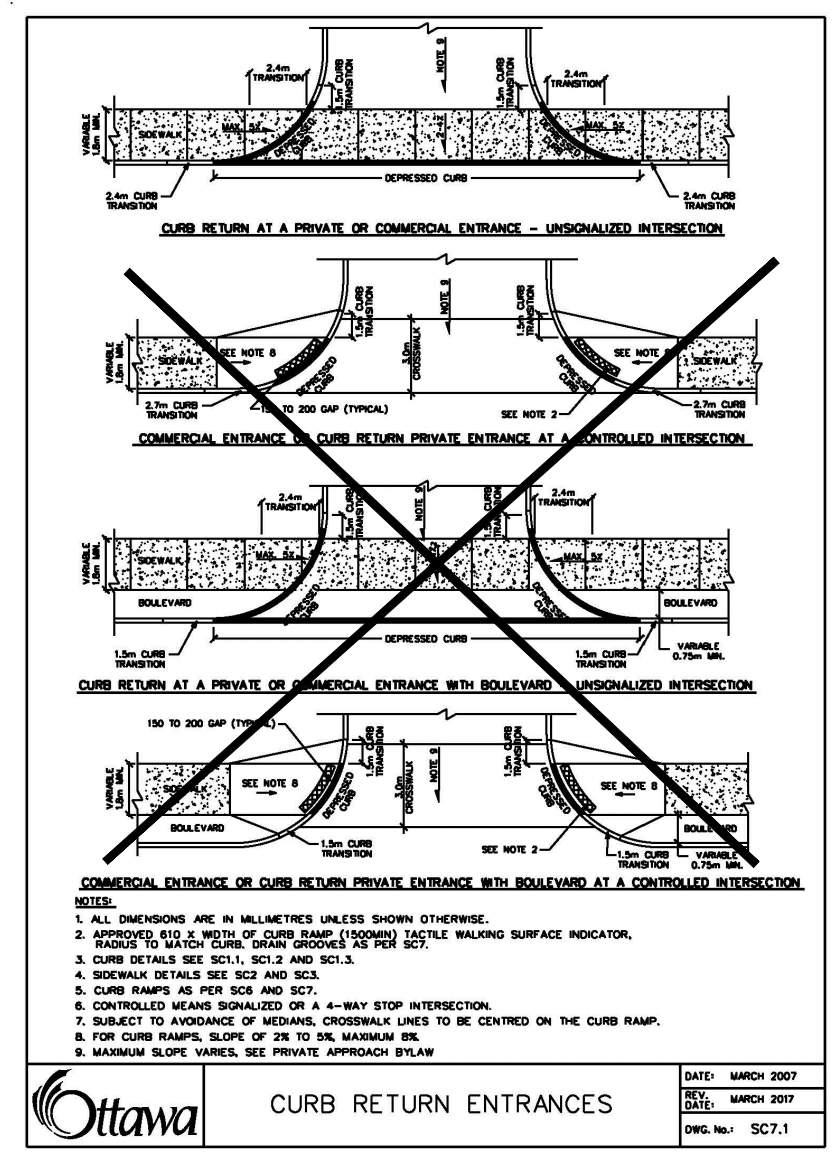 2.4m
TRANSITION
1.5m CURB
TRANSITION
NOTE 9
1.5m CURB
TRANSITION
2.4m
TRANSITION
VARIABLE
1.8m MIN.
SIDEWALK
MAX. 5%
DEPRESSED
CURB
2-4%
DEPRESSED
CURB
MAX. 5%
2.4m CURB
TRANSITION
DEPRESSED CURB
2.4m CURB
TRANSITION
CURB RETURN AT A PRIVATE OR COMMERCIAL ENTRANCE - UNSIGNALIZED INTERSECTION
1.5m CURB
TRANSITION
NOTE 9
1.5m CURB
TRANSITION
VARIABLE
1.8m MIN.
SIDEWALK
SEE NOTE 8
DEPRESSED
CURB
3.0m
CROSSWALK
DEPRESSED
CURB
SEE NOTE 8
SIDEWALK
2.7m CURB
TRANSITION
150 TO 200 GAP (TYPICAL)
SEE NOTE 2
2.7m CURB
TRANSITION
COMMERCIAL ENTRANCE OR CURB RETURN PRIVATE ENTRANCE AT A CONTROLLED INTERSECTION
2.4m
TRANSITION
1.5m CURB
TRANSITION
NOTE 9
1.5m CURB
TRANSITION
2.4m
TRANSITION
VARIABLE
1.8m MIN.
SIDEWALK
MAX. 5%
MAX. 5%
BOULEVARD
DEPRESSED
CURB
DEPRESSED
CURB
BOULEVARD
1.5m CURB
TRANSITION
DEPRESSED CURB
1.5m CURB
TRANSITION
VARIABLE
0.75m MIN.
CURB RETURN AT A PRIVATE OR COMMERCIAL ENTRANCE WITH BOULEVARD - UNSIGNALIZED INTERSECTION
150 TO 200 GAP (TYPICAL)
1.5m CURB
TRANSITION
1.5m CURB
TRANSITION
VARIABLE
1.8m MIN.
SIDEWALK
SEE NOTE 8
DEPRESSED
CURB
3.0m
CROSSWALK
NOTE 9
DEPRESSED
CURB
SEE NOTE 8
BOULEVARD
1.5m CURB
TRANSITION
SEE NOTE 2
1.5m CURB
TRANSITION
BOULEVARD
VARIABLE
0.75m MIN.
COMMERCIAL ENTRANCE OR CURB RETURN PRIVATE ENTRANCE WITH BOULEVARD AT A CONTROLLED INTERSECTION
NOTES:
1. ALL DIMENSIONS ARE IN MILLIMETRES UNLESS SHOWN OTHERWISE.
2. APPROVED 610 X WIDTH OF CURB RAMP (1500MIN) TACTILE WALKING SURFACE INDICATOR,
RADIUS TO MATCH CURB. DRAIN GROOVES AS PER SC7.
3. CURB DETAILS SEE SC1.1, SC1.2 AND SC1.3.
4. SIDEWALK DETAILS SEE SC2 AND SC3.
5. CURB RAMPS AS PER SC6 AND SC7.
6. CONTROLLED MEANS SIGNALIZED OR A 4-WAY STOP INTERSECTION.
7. SUBJECT TO AVOIDANCE OF MEDIANS, CROSSWALK LINES TO BE CENTRED ON THE CURB RAMP.
8. FOR CURB RAMPS, SLOPE OF 2% TO 5%, MAXIMUM 8%.
9. MAXIMUM SLOPE VARIES, SEE PRIVATE APPROACH BYLAW
Ottawa
CURB RETURN ENTRANCES
DATE: MARCH 2007
REV.
DATE: MARCH 2017
DWG. No.: SC7.1